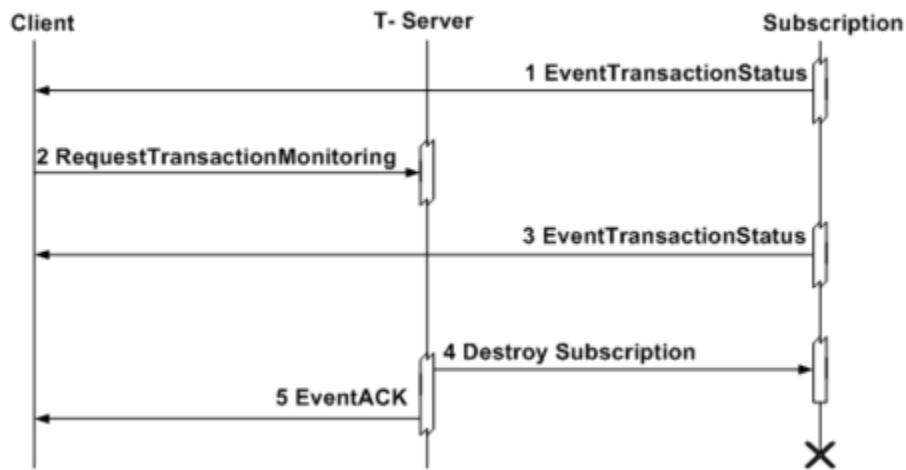 Client
T- Server
Subscription
1 EventTransactionStatus
2 RequestTransactionMonitoring
3 EventTransactionStatus
4 Destroy Subscription
5 EventACK